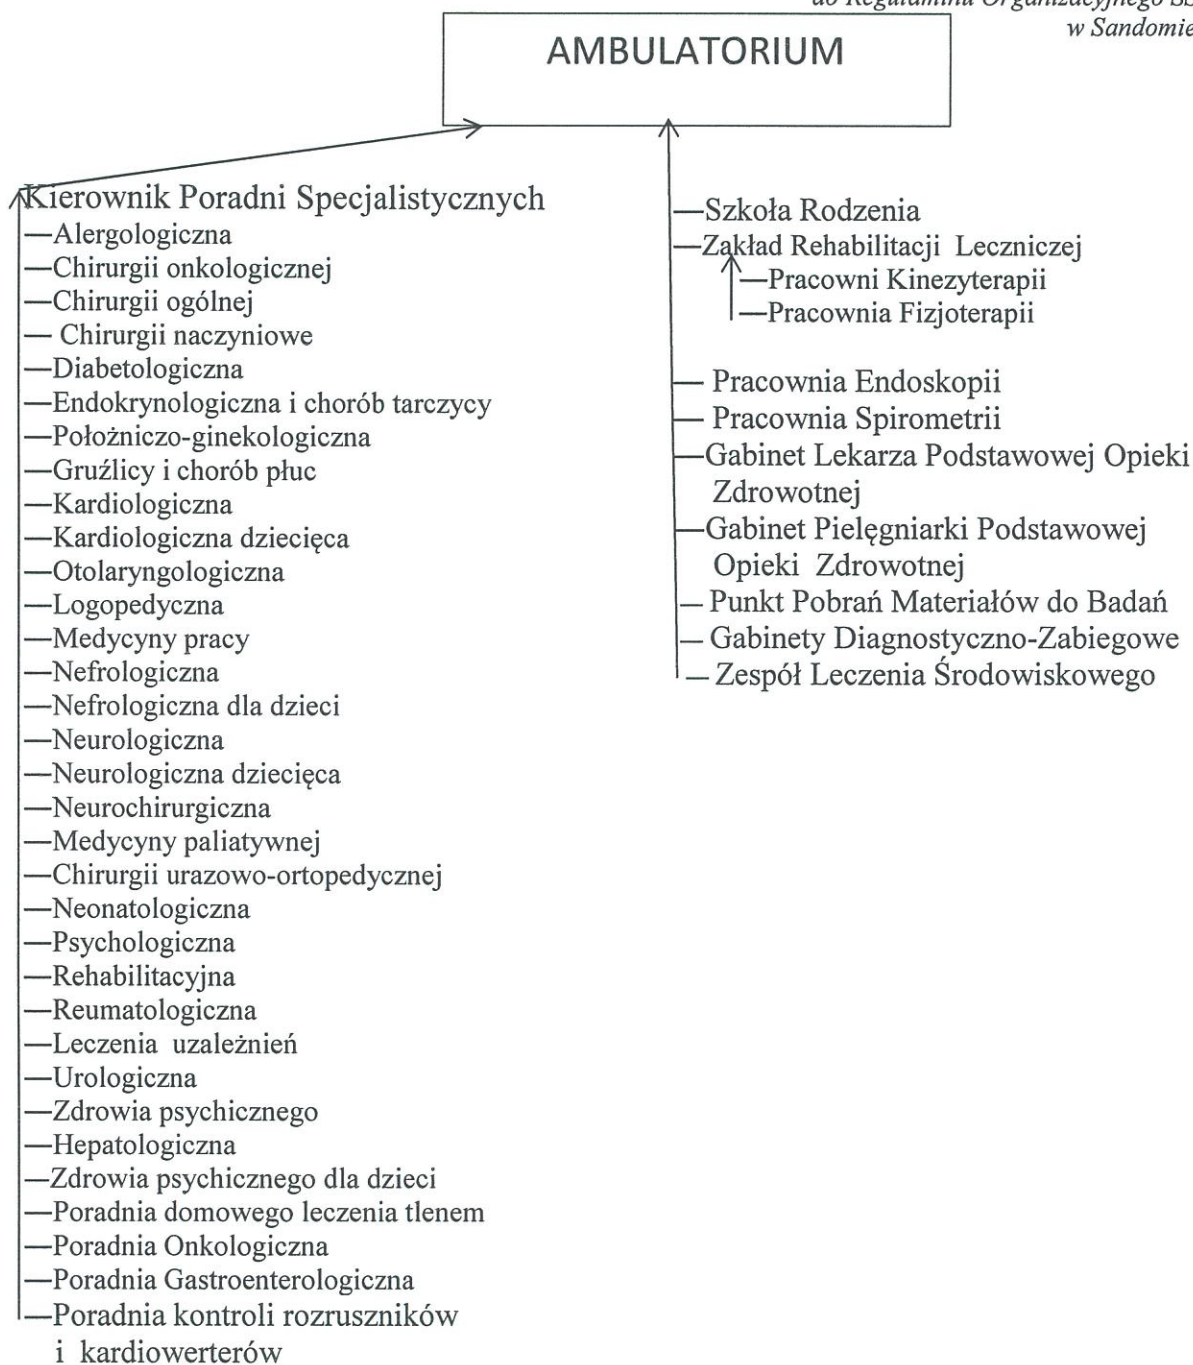 do Regulaminu Organizacyjnego
w Sandomie
AMBULATORIUM
Kierownik Poradni Specjalistycznych
—Alergologiczna
—Chirurgii onkologicznej
—Chirurgii ogólnej
— Chirurgii naczyniowe
—Diabetologiczna
—Endokrynologiczna i chorób tarczycy
—Położniczo-ginekologiczna
—Gruźlicy i chorób płuc
—Kardiologiczna
—Kardiologiczna dziecięca
—Otolaryngologiczna
—Logopedyczna
—Medycyny pracy
—Nefrologiczna
—Nefrologiczna dla dzieci
—Neurologiczna
—Neurologiczna dziecięca
—Neurochirurgiczna
—Medycyny paliatywnej
—Chirurgii urazowo-ortopedycznej
—Neonatologiczna
—Psychologiczna
—Rehabilitacyjna
—Reumatologiczna
—Leczenia uzależnień
—Urologiczna
—Zdrowia psychicznego
—Hepatologiczna
—Zdrowia psychicznego dla dzieci
—Poradnia domowego leczenia tlenem
—Poradnia Onkologiczna
—Poradnia Gastroenterologiczna
—Poradnia kontroli rozruszników
i kardiowerterów
—Szkoła Rodzenia
—Zakład Rehabilitacji Leczniczej
—Pracowni Kinezyterapii
—Pracownia Fizjoterapii
— Pracownia Endoskopii
— Pracownia Spirometrii
—Gabinet Lekarza Podstawowej Opieki
Zdrowotnej
—Gabinet Pielęgniarki Podstawowej
Opieki Zdrowotnej
— Punkt Pobrań Materiałów do Badań
— Gabinety Diagnostyczno-Zabiegowe
— Zespół Leczenia Środowiskowego